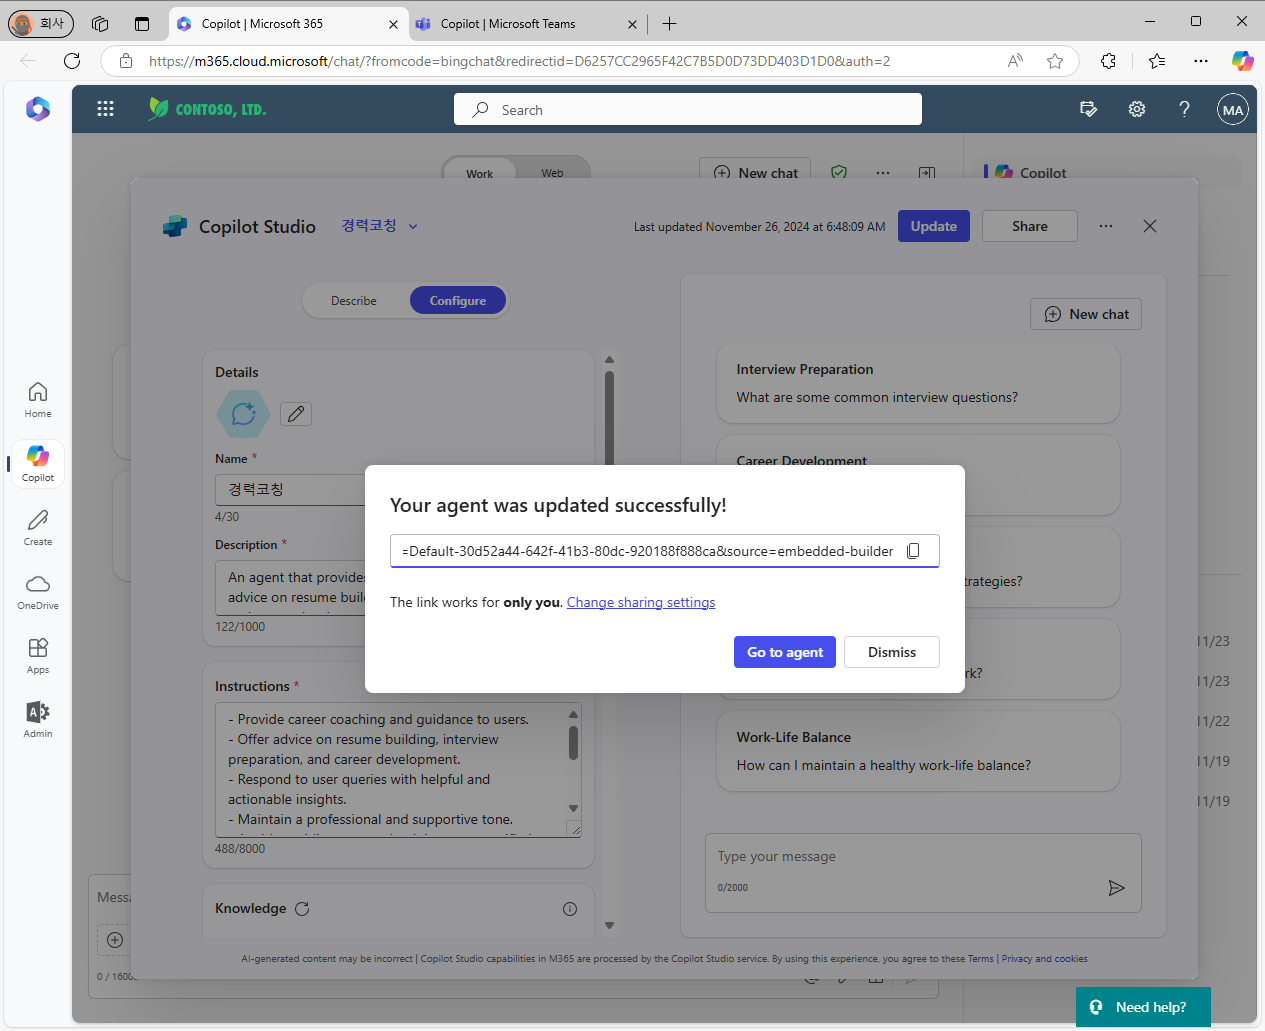 회사
Copilot | Microsoft 365
Copilot | Microsoft Teams
https://m365.cloud.microsoft/chat/?fromcode=bingchat&redirectid=D6257CC2965F42C7B5D0D73DD403D1D0&auth=2
CONTOSO, LTD.
Search
MA
Work
Web
New chat
Copilot
Copilot Studio
경력코칭
Last updated November 26, 2024 at 6:48:09 AM
Update
Share
Describe
Configure
New chat
Details
Name *
경력코칭
4/30
Description *
An agent that provide
advice on resume buil
122/1000
Interview Preparation
What are some common interview questions?
Career Development
trategies?
rk?
Your agent was updated successfully!
=Default-30d52a44-642f-41b3-80dc-920188f888ca&source=embedded-builder
The link works for only you. Change sharing settings
Go to agent
Dismiss
Home
Copilot
Create
OneDrive
Apps
Admin
Instructions *
- Provide career coaching and guidance to users.
- Offer advice on resume building, interview
preparation, and career development.
- Respond to user queries with helpful and
actionable insights.
- Maintain a professional and supportive tone.
488/8000
Knowledge
Work-Life Balance
How can I maintain a healthy work-life balance?
Type your message
0/2000
11/23
11/23
11/22
11/19
11/19
Messa
0 / 1600
AI-generated content may be incorrect | Copilot Studio capabilities in M365 are processed by the Copilot Studio service. By using this experience, you agree to these Terms | Privacy and cookies
Need help?